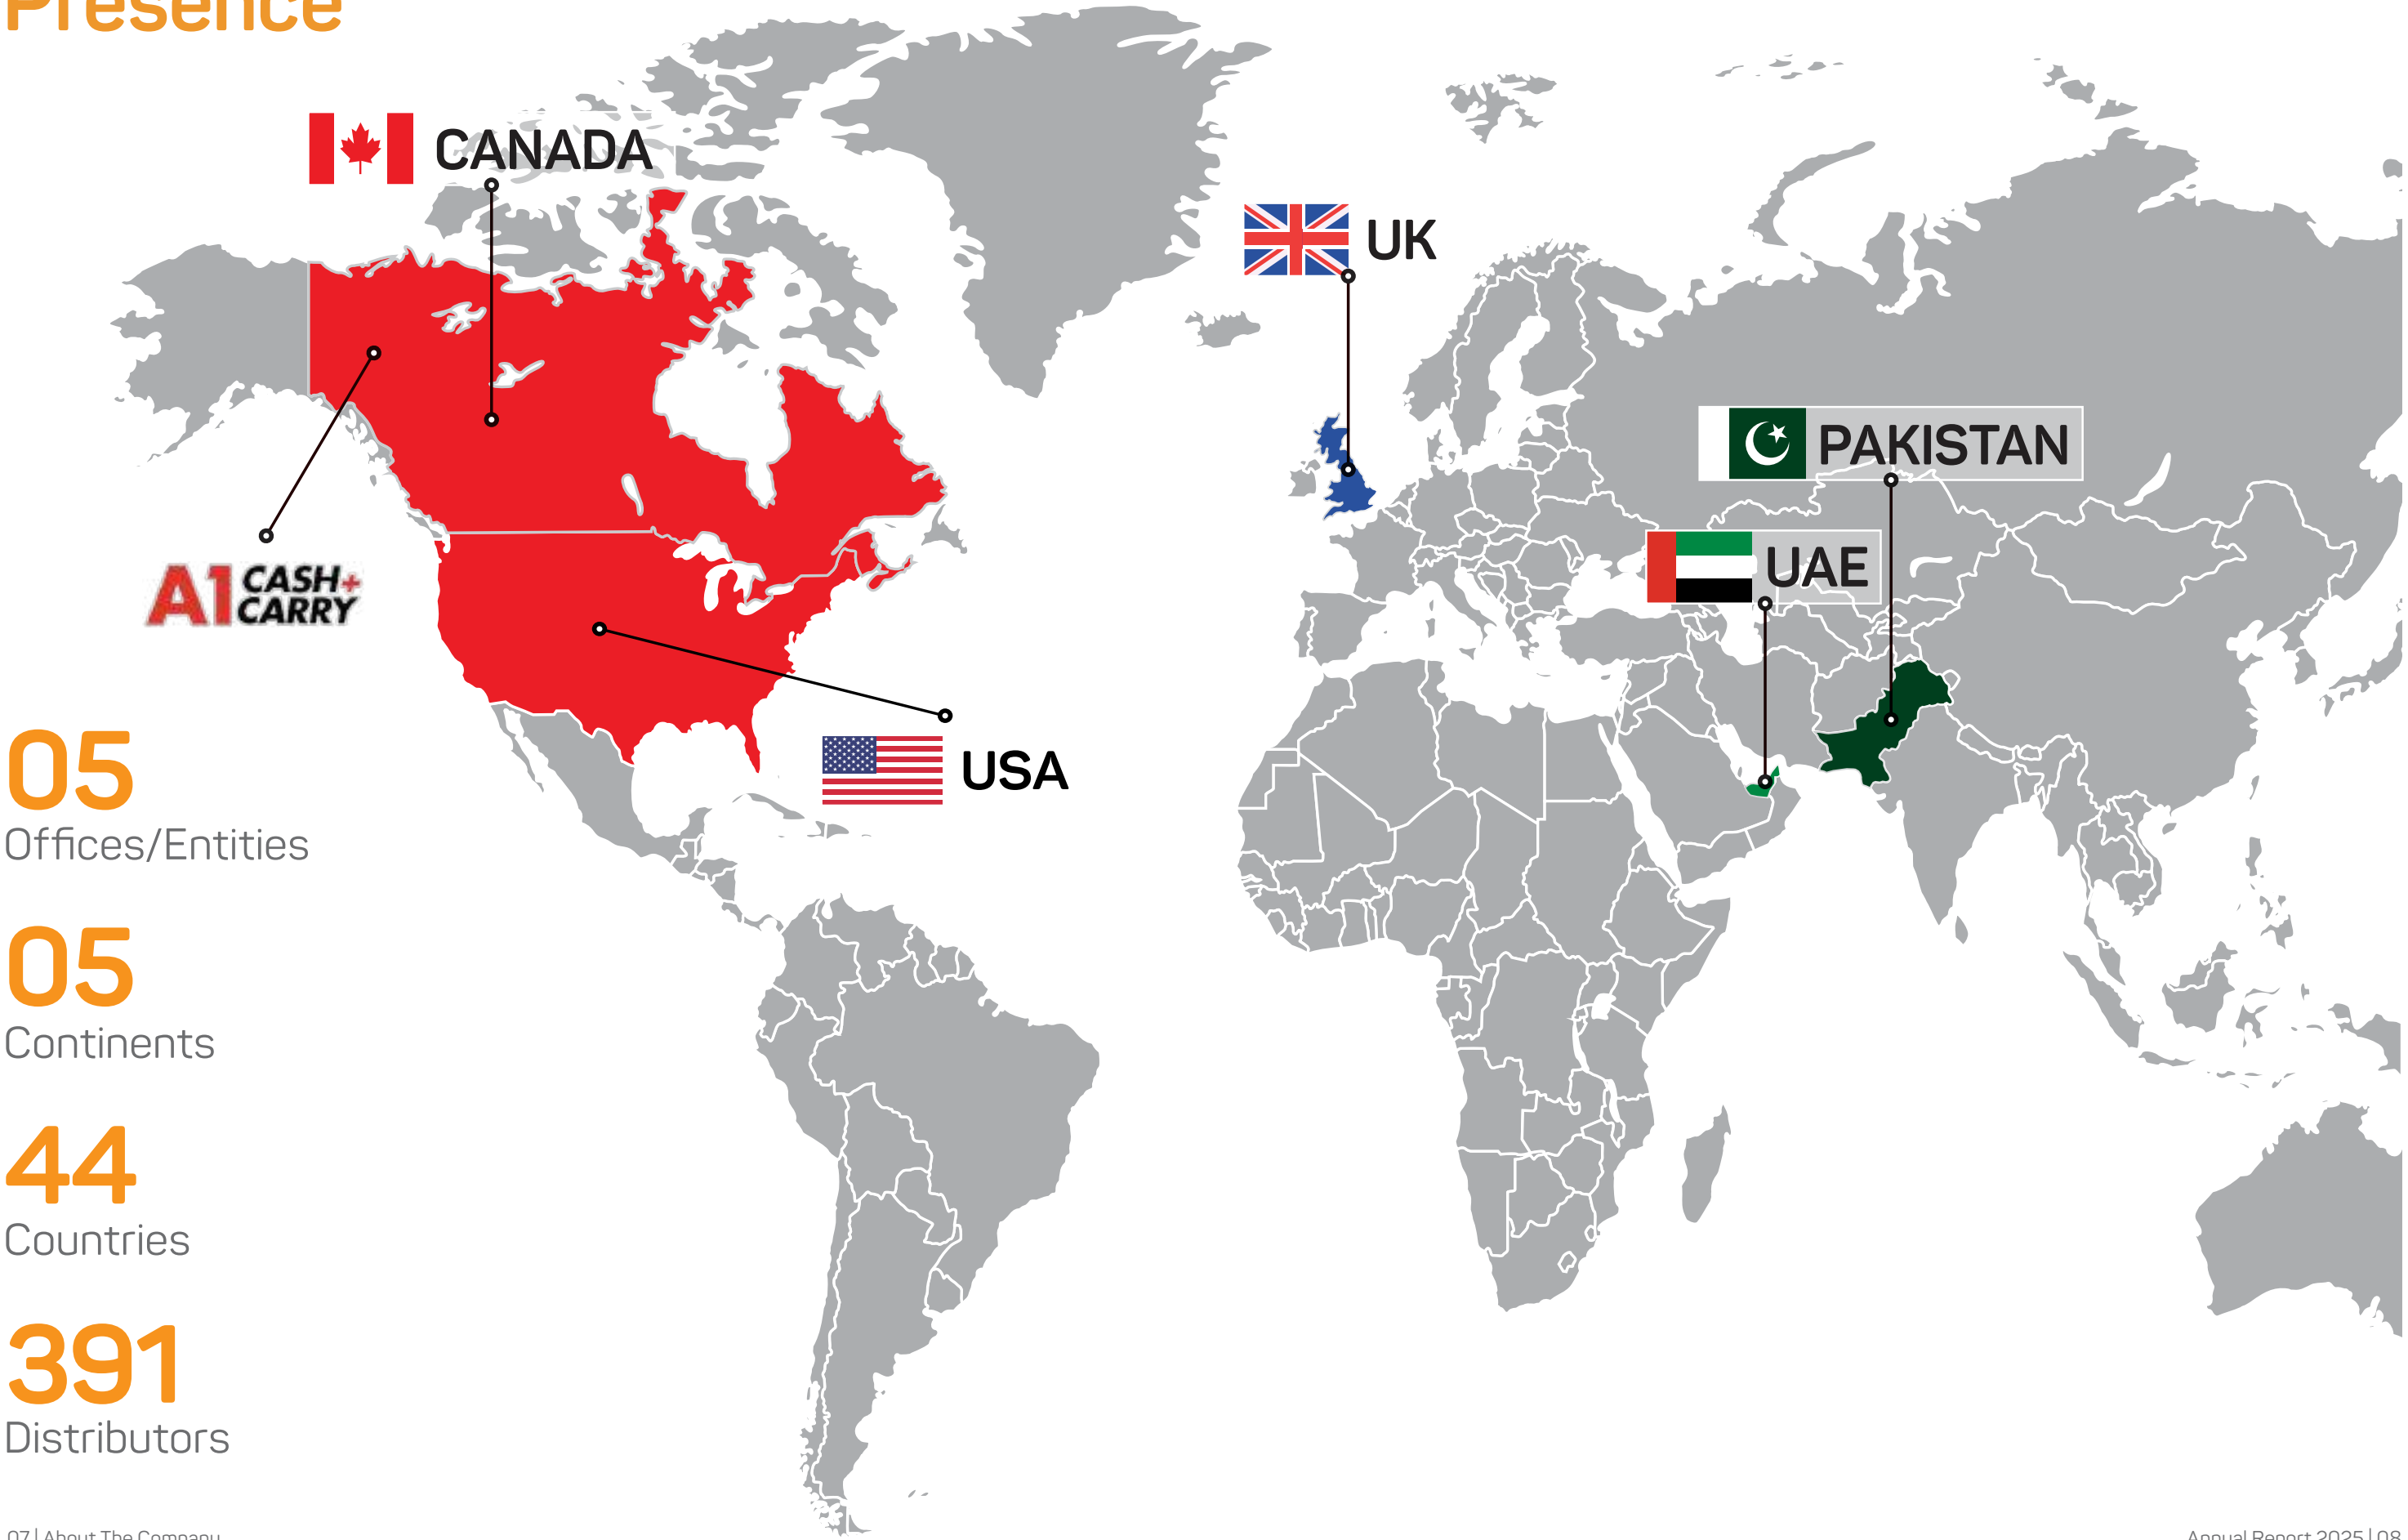 Presence
CANADA
UK
PAKISTAN
UAE
A1 CASH+
CARRY
USA
05
Offices/Entities
05
Continents
44
Countries
391
Distributors
07 | About The Company
Annual Report 2025 | 08